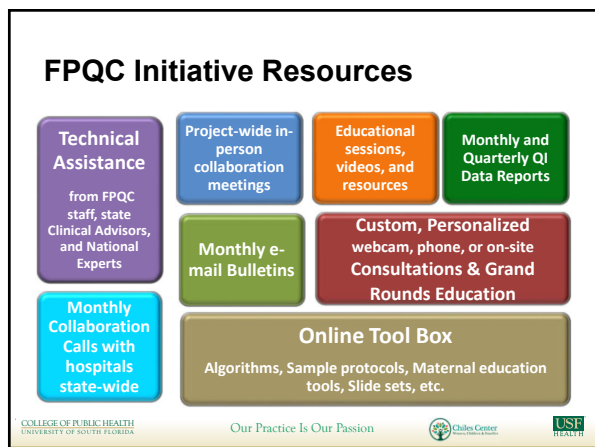 FPQC Initiative Resources
Technical
Assistance
from FPQC
staff, state
Clinical Advisors,
and National
Experts
Project-wide in-
person
collaboration
meetings
Educational
sessions,
videos, and
resources
Monthly and
Quarterly QI
Data Reports
Monthly e-
mail Bulletins
Custom, Personalized
webcam, phone, or on-site
Consultations & Grand
Rounds Education
Monthly
Collaboration
Calls with
hospitals
state-wide
Online Tool Box
Algorithms, Sample protocols, Maternal education
tools, Slide sets, etc.
COLLEGE OF PUBLIC HEALTH
UNIVERSITY OF SOUTH FLORIDA
Our Practice Is Our Passion
Chiles Center
USF
HEALTH